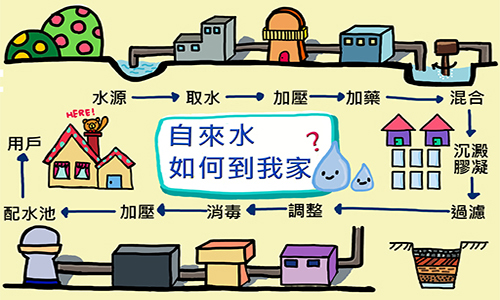 水源
取水
加壓
加藥
混合
沉澱
膠凝
過濾
調整
消毒
加壓
配水池
用戶
HERE!
自來水
如何到我家
?